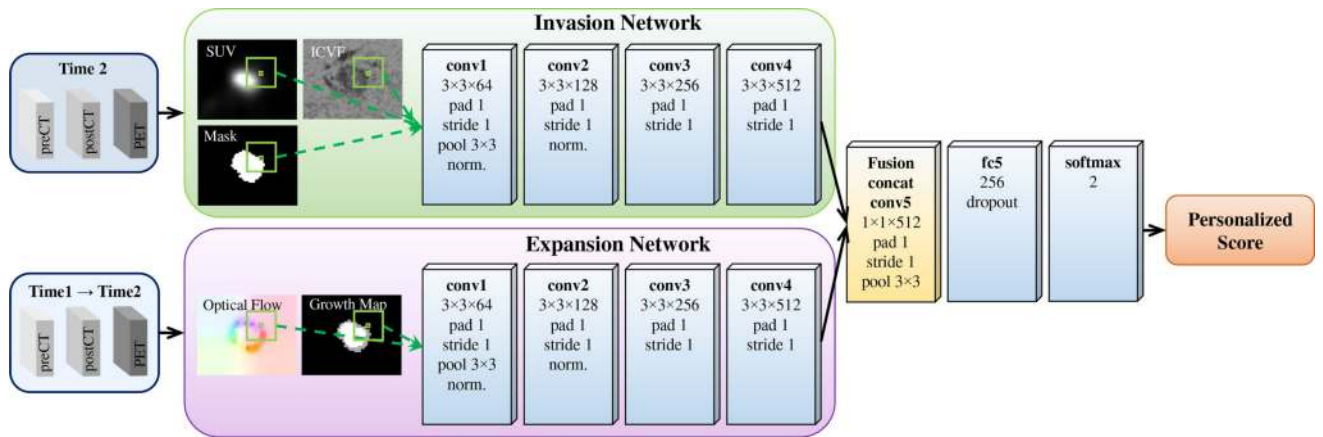 Invasion Network
Time 2
preCT
postCT
PET
SUV
ICVF
Mask
conv1
3×3×64
pad 1
stride 1
pool 3×3
norm.
conv2
3×3×128
pad 1
stride 1
norm.
conv3
3×3×256
pad 1
stride 1
conv4
3×3×512
pad 1
stride 1
Expansion Network
Time1 → Time2
preCT
postCT
PET
Optical Flow
Growth Map
conv1
3×3×64
pad 1
stride 1
pool 3×3
norm.
conv2
3×3×128
pad 1
stride 1
norm.
conv3
3×3×256
pad 1
stride 1
conv4
3×3×512
pad 1
stride 1
Fusion
concat
conv5
1×1×512
pad 1
stride 1
pool 3×3
fc5
256
dropout
softmax
2
Personalized
Score